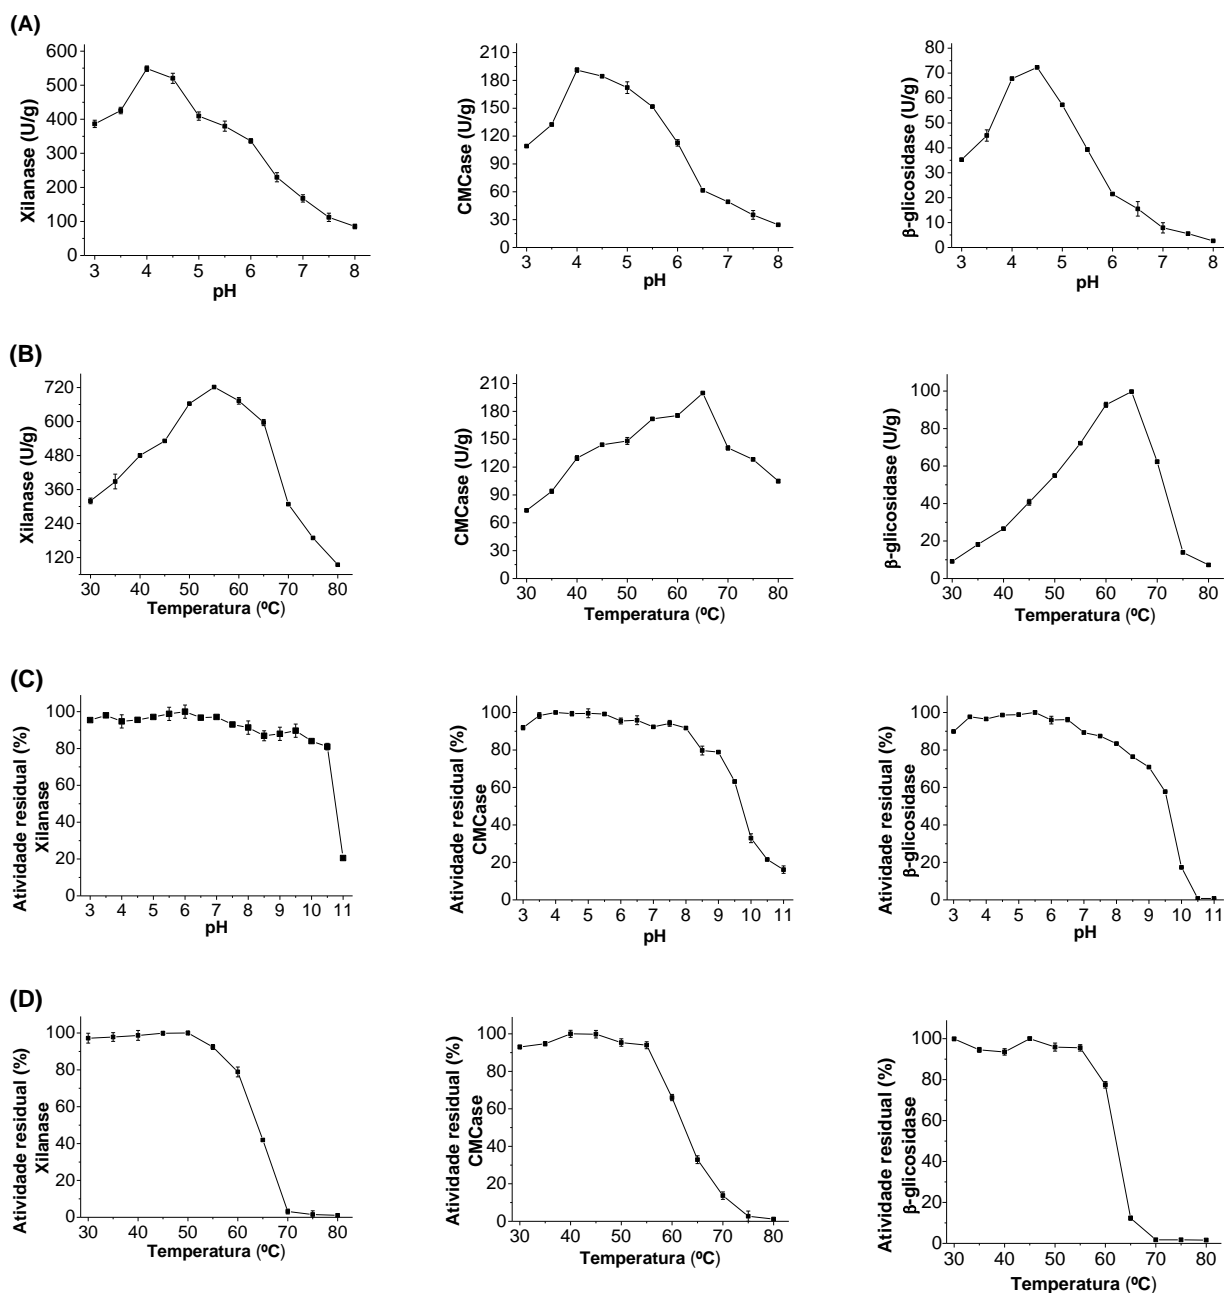 (A)
600
500
400
300
200
100
0
Xilanase (U/g)
3 4 5 6 7 8
pH
210
180
150
120
90
60
30
0
CMCase (U/g)
3 4 5 6 7 8
pH
80
70
60
50
40
30
20
10
0
β-glicosidase (U/g)
3 4 5 6 7 8
pH
(B)
720
600
480
360
240
120
Xilanase (U/g)
30 40 50 60 70 80
Temperatura (ºC)
210
180
150
120
90
60
30
0
CMCase (U/g)
30 40 50 60 70 80
Temperatura (ºC)
100
80
60
40
20
0
β-glicosidase (U/g)
30 40 50 60 70 80
Temperatura (ºC)
(C)
100
80
60
40
20
0
Atividade residual (%)
Xilanase
3 4 5 6 7 8 9 10 11
pH
100
80
60
40
20
0
Atividade residual (%)
CMCase
3 4 5 6 7 8 9 10 11
pH
100
80
60
40
20
0
Atividade residual (%)
β-glicosidase
3 4 5 6 7 8 9 10 11
pH
(D)
100
80
60
40
20
0
Atividade residual (%)
Xilanase
30 40 50 60 70 80
Temperatura (ºC)
100
80
60
40
20
0
Atividade residual (%)
CMCase
30 40 50 60 70 80
Temperatura (ºC)
100
80
60
40
20
0
Atividade residual (%)
β-glicosidase
30 40 50 60 70 80
Temperatura (ºC)